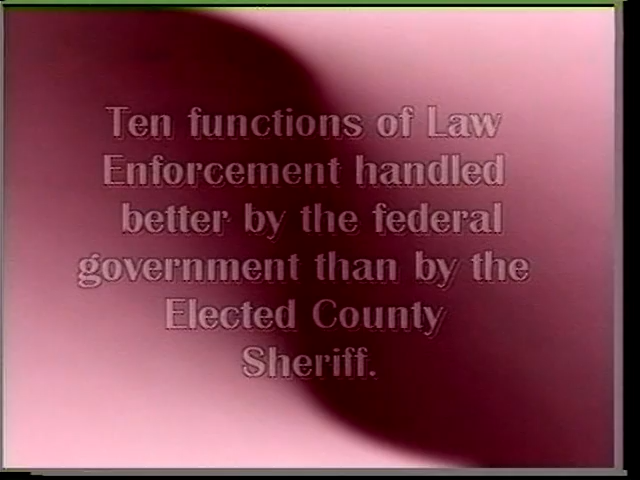 Ten functions of Law
Enforcement handled
better by the federal
government than by the
Elected County
Sheriff.